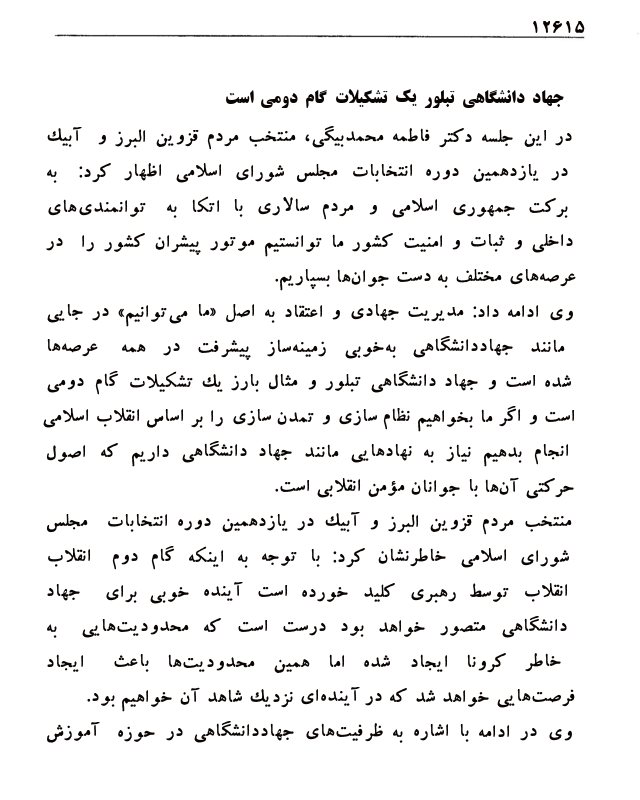 ۱۲۶۱۵
جهاد دانشگاهی تبلور یک تشکیلات گام دومی است
در این جلسه دکتر فاطمه محمدبیگی، منتخب مردم قزوین البرز و آبیك
در یازدهمین دوره انتخابات مجلس شورای اسلامی اظهار کرد: به
برکت جمهوری اسلامی و مردم سالاری با اتکا به توانمندی‌های
داخلی و ثبات و امنیت کشور ما توانستیم موتور پیشران کشور را در
عرصه‌های مختلف به دست جوان‌ها بسپاریم.
وی ادامه داد: مدیریت جهادی و اعتقاد به اصل «ما می‌توانیم» در جایی
مانند جهاددانشگاهی به‌خوبی زمینه‌ساز پیشرفت در همه عرصه‌ها
شده است و جهاد دانشگاهی تبلور و مثال بارز یك تشکیلات گام دومی
است و اگر ما بخواهیم نظام سازی و تمدن سازی را بر اساس انقلاب اسلامی
انجام بدهیم نیاز به نهادهایی مانند جهاد دانشگاهی داریم که اصول
حرکتی آن‌ها با جوانان مؤمن انقلابی است.
منتخب مردم قزوین البرز و آبیك در یازدهمین دوره انتخابات مجلس
شورای اسلامی خاطرنشان کرد: با توجه به اینکه گام دوم انقلاب
انقلاب توسط رهبری کلید خورده است آینده خوبی برای جهاد
دانشگاهی متصور خواهد بود درست است که محدودیت‌هایی به
خاطر کرونا ایجاد شده اما همین محدودیت‌ها باعث ایجاد
فرصت‌هایی خواهد شد که در آینده‌ای نزدیك شاهد آن خواهیم بود.
وی در ادامه با اشاره به ظرفیت‌های جهاددانشگاهی در حوزه آموزش